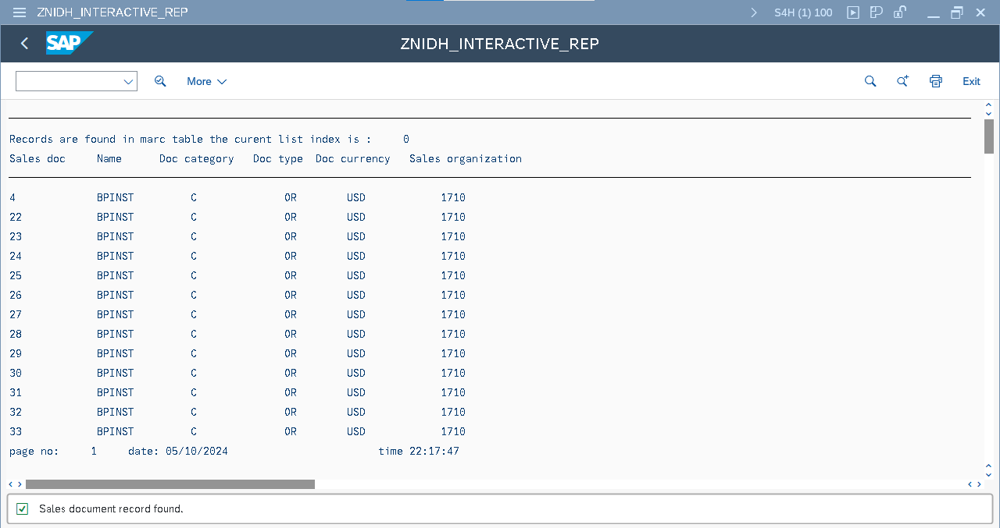 ZNIDH_INTERACTIVE_REP S4H (1) 100
SAP ZNIDH_INTERACTIVE_REP
More Exit
Records are found in marc table the curent list index is : 0
Sales doc Name Doc category Doc type Doc currency Sales organization
4 BPINST C OR USD 1710
22 BPINST C OR USD 1710
23 BPINST C OR USD 1710
24 BPINST C OR USD 1710
25 BPINST C OR USD 1710
26 BPINST C OR USD 1710
27 BPINST C OR USD 1710
28 BPINST C OR USD 1710
29 BPINST C OR USD 1710
30 BPINST C OR USD 1710
31 BPINST C OR USD 1710
32 BPINST C OR USD 1710
33 BPINST C OR USD 1710
page no: 1 date: 05/10/2024 time 22:17:47
Sales document record found.